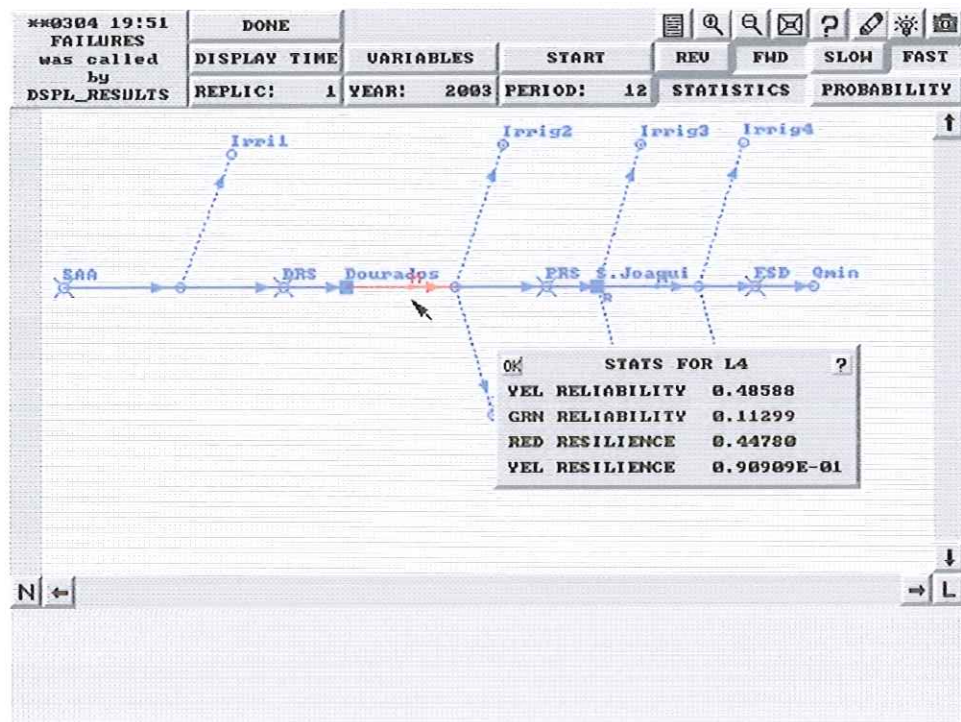 **0304 19:51
FAILURES
was called
by
DSPL_RESULTS
DONE
DISPLAY TIME
VARIABLES
START
REV
FWD
SLOW
FAST
REPLIC: 1
YEAR: 2003
PERIOD: 12
STATISTICS
PROBABILITY
?
Irri1
Irrig2
Irrig3
Irrig4
SAA
DRS
Dourados
PRS
S.Joaqui
ESD
Qmin
R
OK
STATS FOR L4
?
YEL RELIABILITY 0.48588
GRN RELIABILITY 0.11299
RED RESILIENCE 0.44780
YEL RESILIENCE 0.90909E-01
N
L